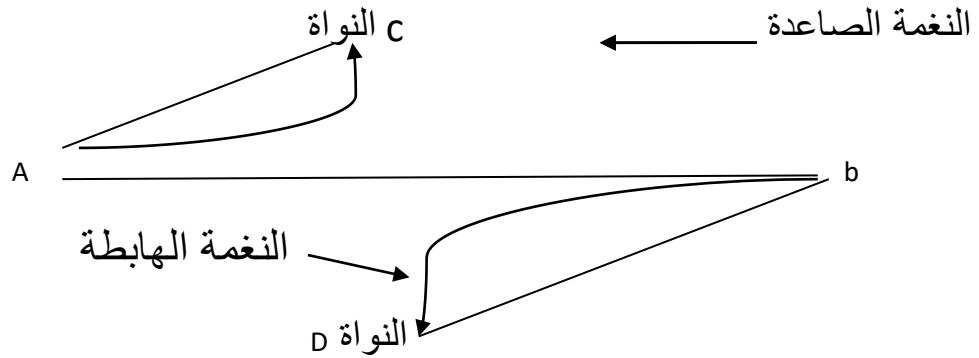 النغمة الصاعدة
النواة C
A
b
النغمة الهابطة
النواة D